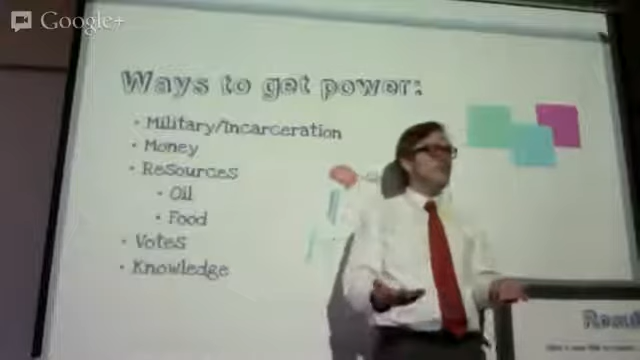 Google+
Ways to get power:
• Military/Incarceration
• Money
• Resources
• Oil
• Food
• Votes
• Knowledge